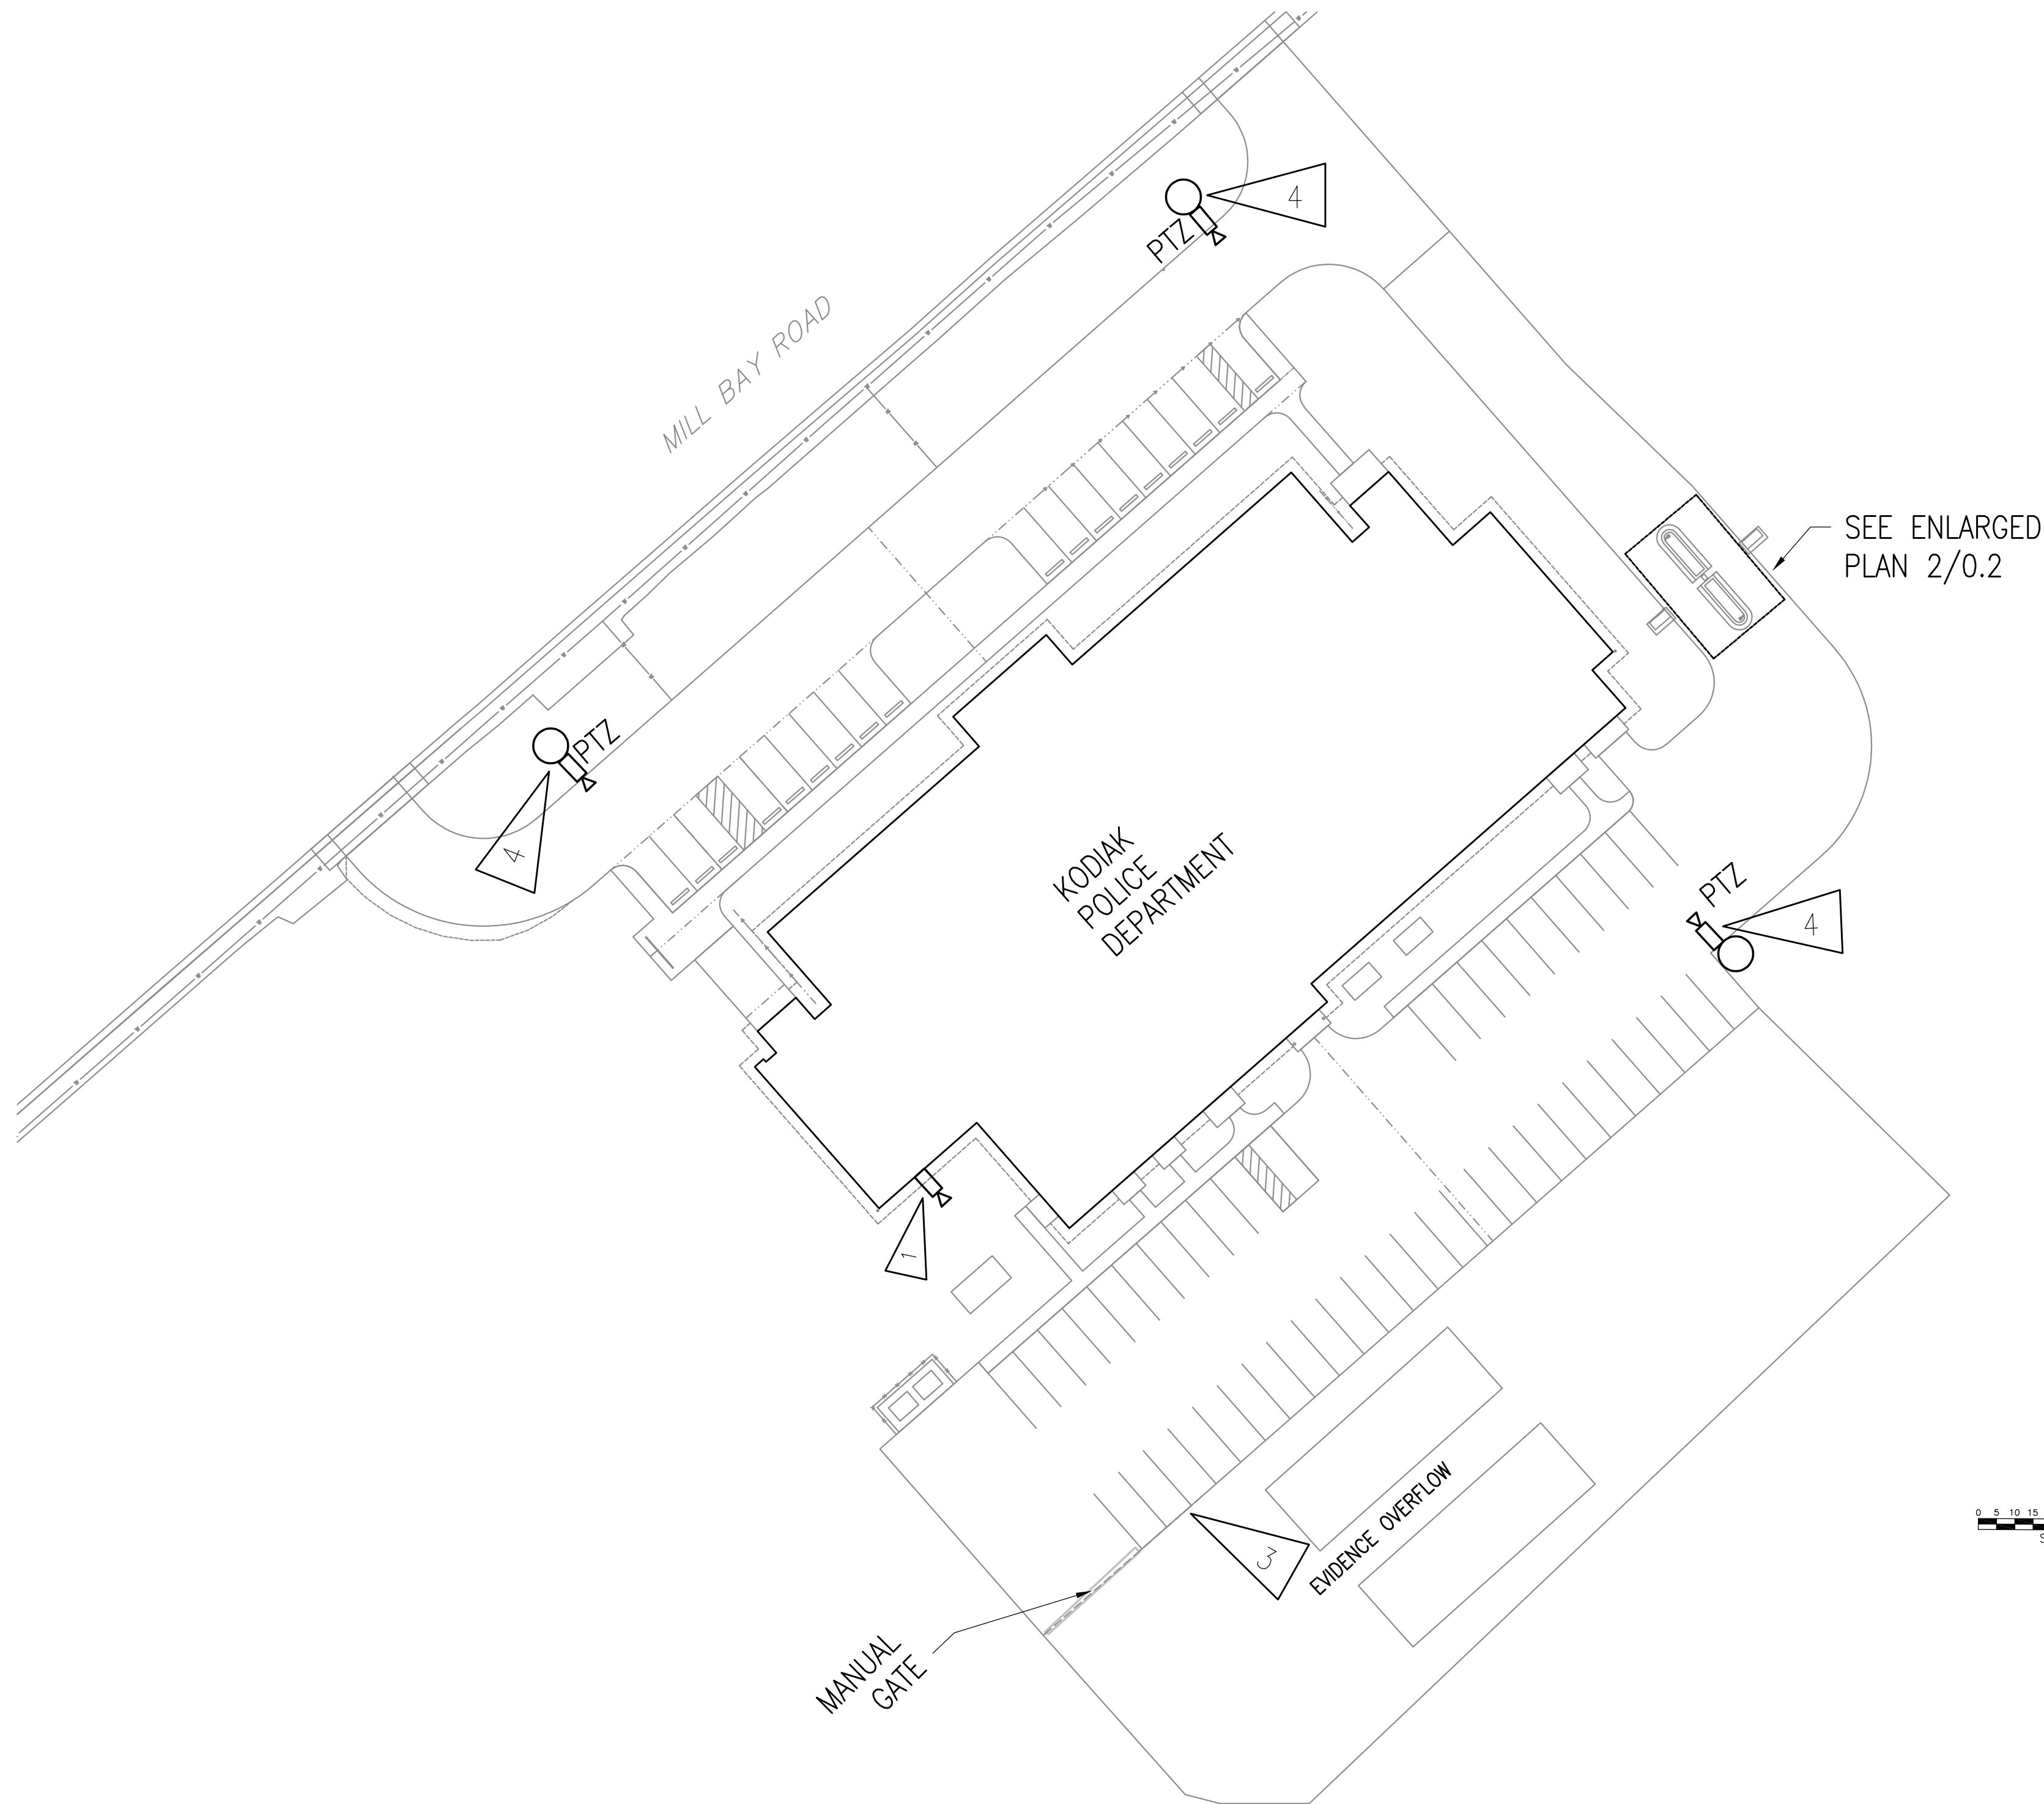 4
PTZ
MILL BAY ROAD
SEE ENLARGED
PLAN 2/0.2
PTZ
4
KODIAK
POLICE
DEPARTMENT
PTZ
4
1
EVIDENCE OVERFLOW
3
MANUAL
GATE
0 5 10 15